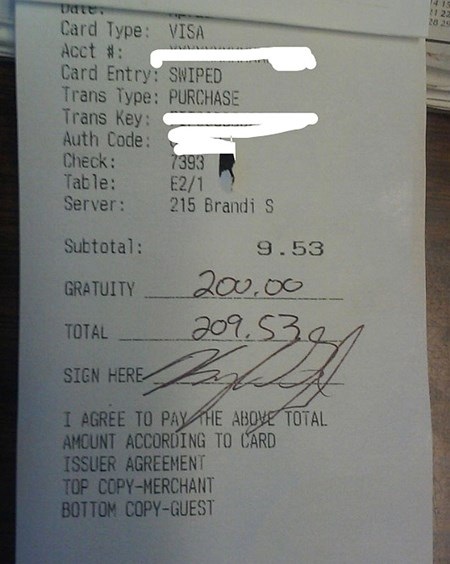 Date:
Card Type: VISA
Acct #:
Card Entry: SWIPED
Trans Type: PURCHASE
Trans Key:
Auth Code:
Check: 7393
Table: E2/1
Server: 215 Brandi S
Subtotal: 9.53
GRATUITY 200.00
TOTAL 209.53
SIGN HERE
I AGREE TO PAY THE ABOVE TOTAL
AMOUNT ACCORDING TO CARD
ISSUER AGREEMENT
TOP COPY-MERCHANT
BOTTOM COPY-GUEST